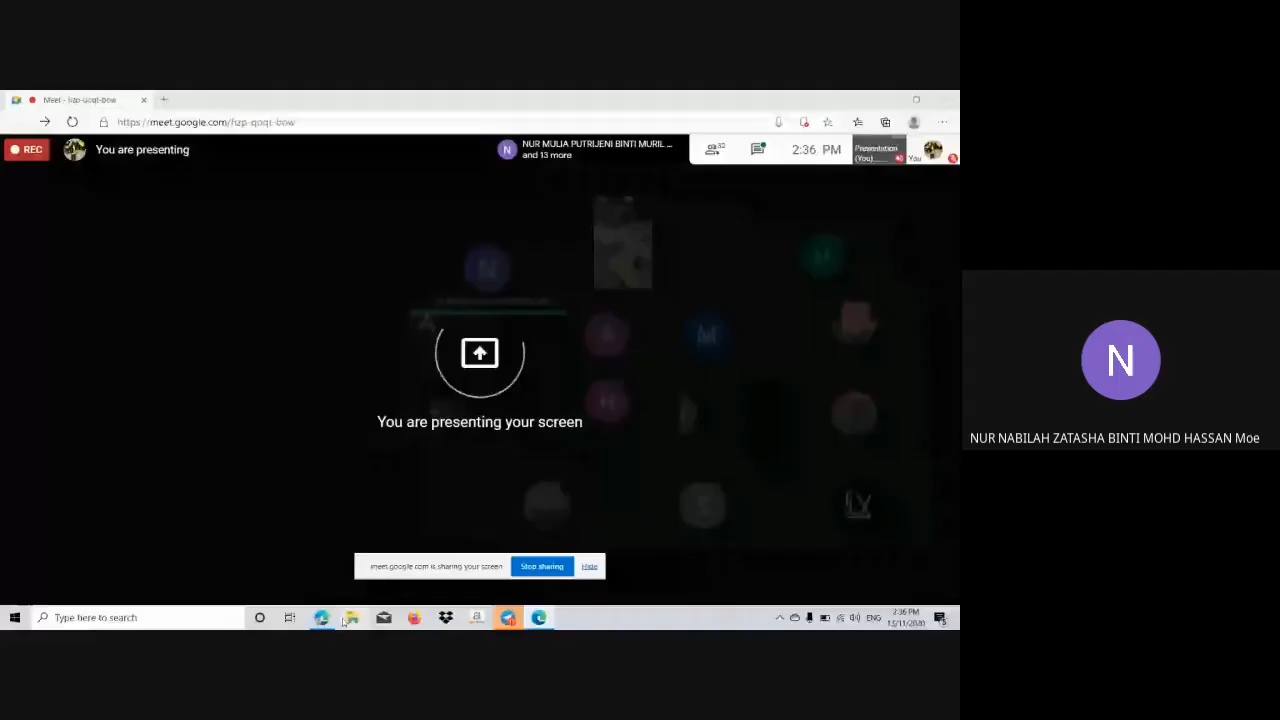 Meet - hzp-qoqt-bow
https://meet.google.com/hzp-qoqt-bow
REC
You are presenting
N
NUR MULIA PUTRIJENI BINTI MURIL ...
and 13 more
32
2:36 PM
Presentation
(You)
You
N
M
A
M
H
S
LY
You are presenting your screen
meet.google.com is sharing your screen
Stop sharing
Hide
Type here to search
ENG
2:36 PM
N
NUR NABILAH ZATASHA BINTI MOHD HASSAN Moe